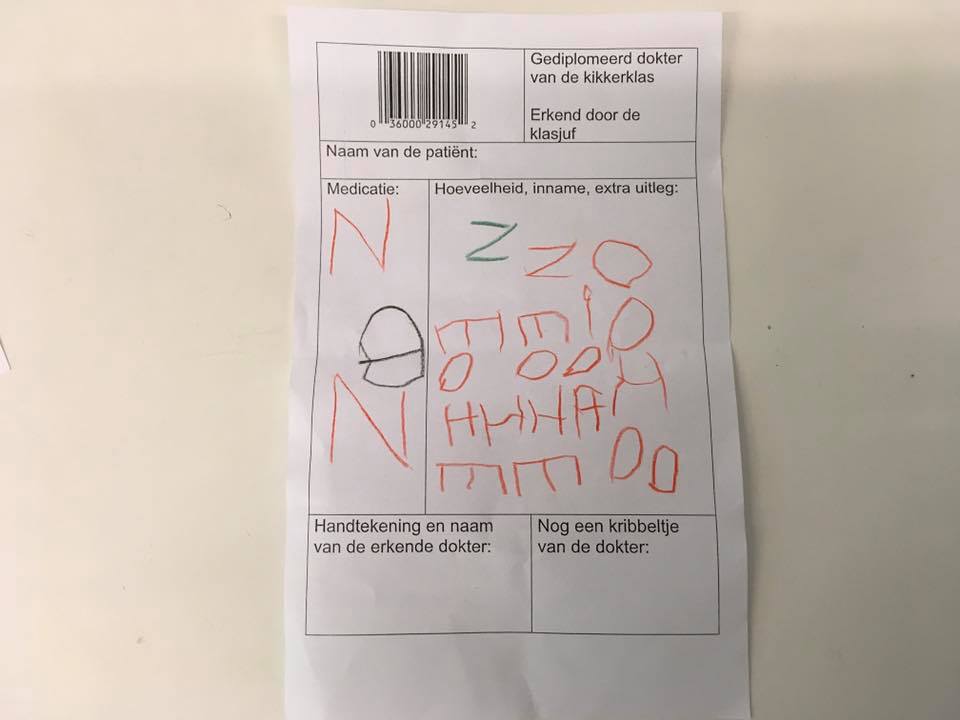 0 36000 29145 2
Gediplomeerd dokter
van de kikkerklas
Erkend door de
klasjuf
Naam van de patiënt:
Medicatie:
Hoeveelheid, inname, extra uitleg:
N
Z Z O
N
Handtekening en naam
van de erkende dokter:
Nog een kribbeltje
van de dokter: